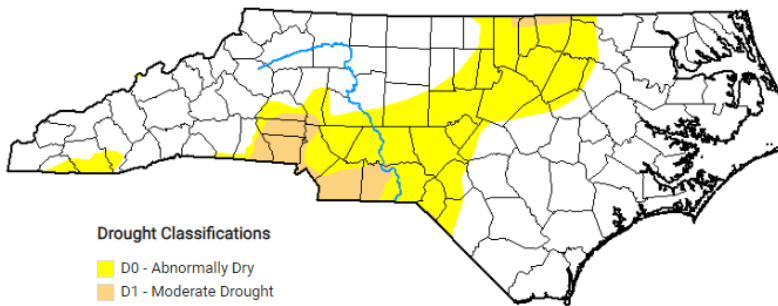 Drought Classifications
D0 - Abnormally Dry
D1 - Moderate Drought